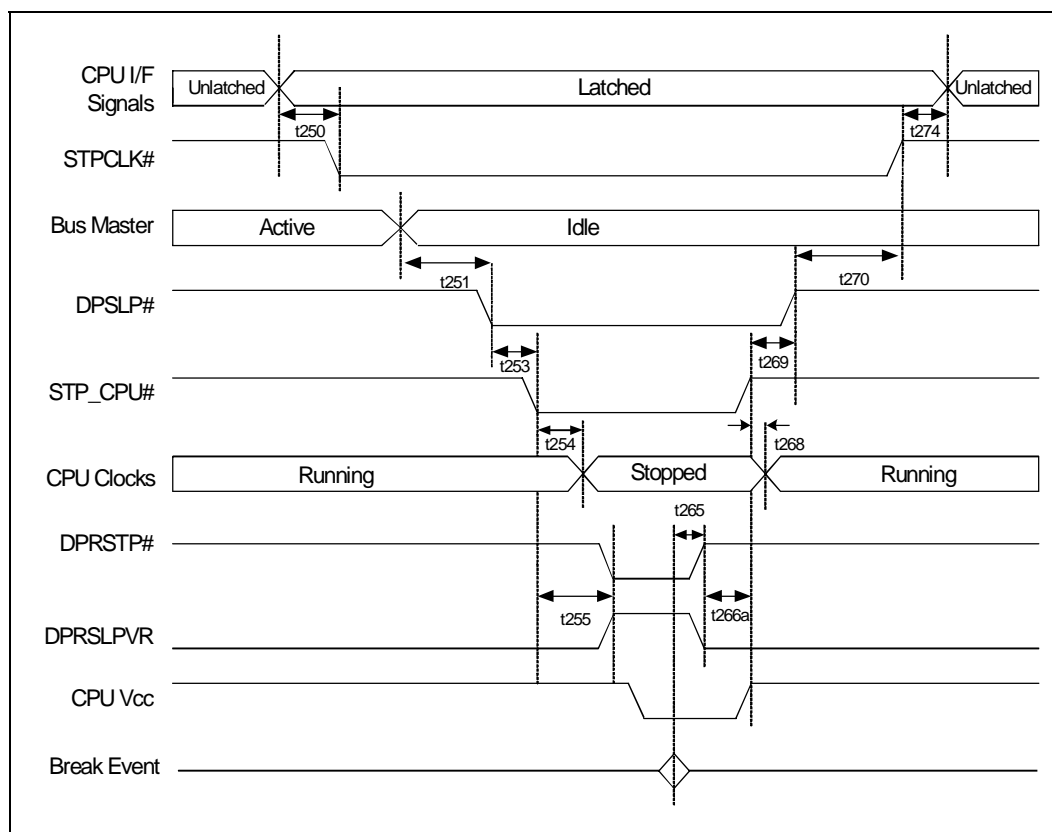 CPU I/F
Signals
Unlatched
Latched
Unlatched
t250
t274
STPCLK#
Bus Master
Active
Idle
t251
t270
DPSLP#
t253
t269
STP_CPU#
t254
t268
CPU Clocks
Running
Stopped
Running
t265
DPRSTP#
t255
t266a
DPRSLPVR
CPU Vcc
Break Event